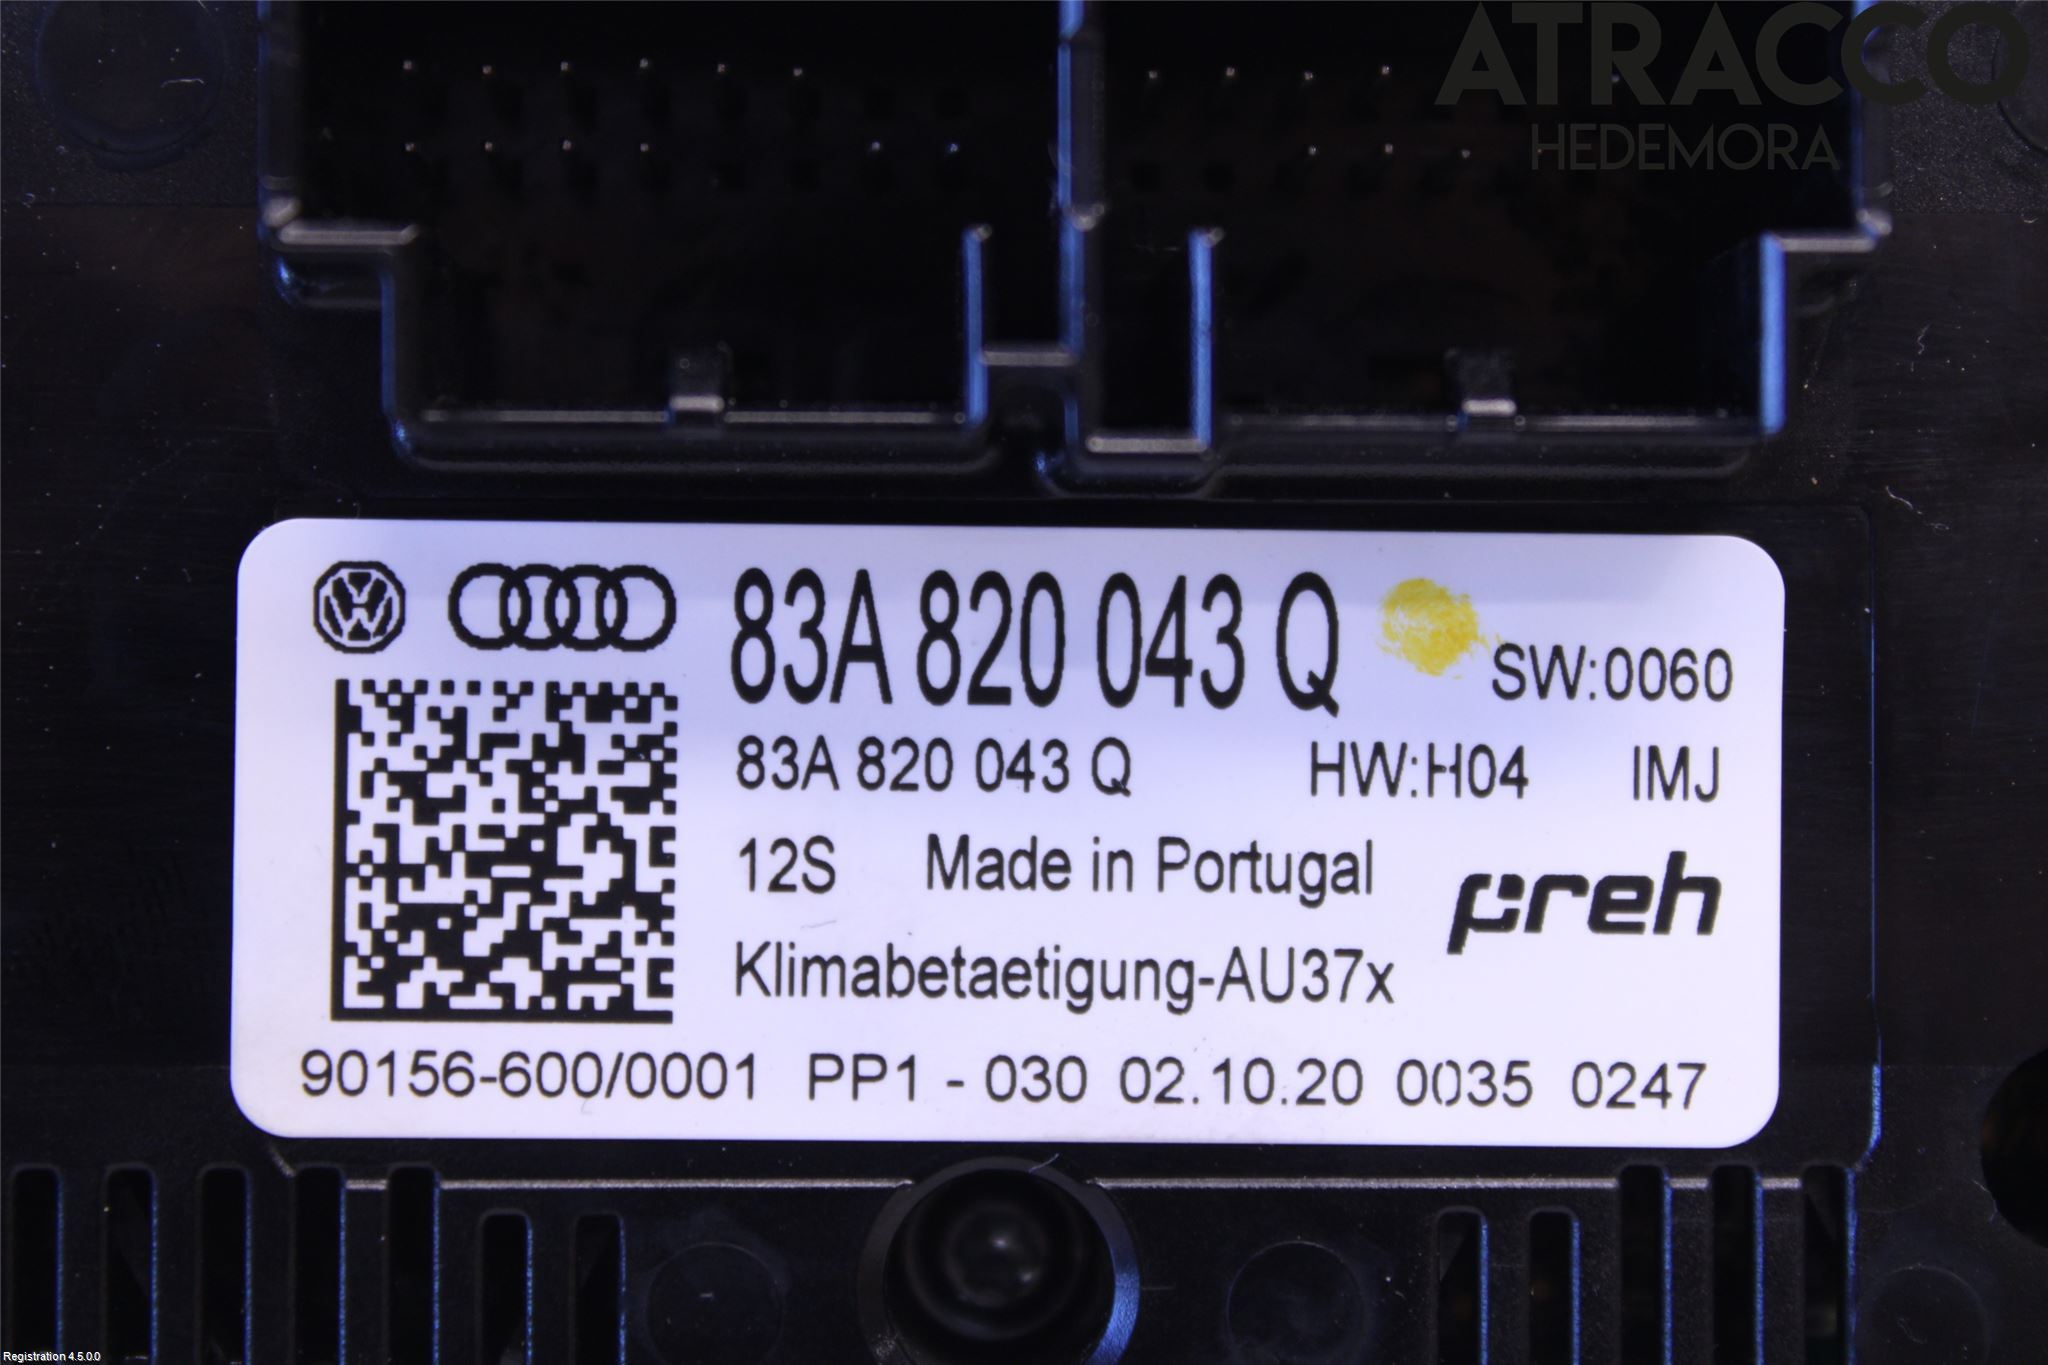 ATRACCO
HEDEMORA
83A 820 043 Q
SW:0060
83A 820 043 Q HW:H04 IMJ
12S Made in Portugal
preh
Klimabetaetigung-AU37x
90156-600/0001 PP1 - 030 02.10.20 0035 0247
Registration 4.5.0.0